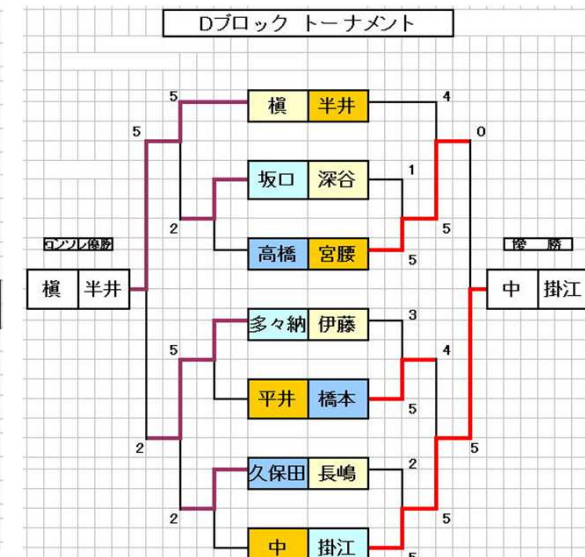 Dブロック トーナメント
5 槇 半井 4
5 0
坂口 深谷 1
2 5
高橋 宮腰 5
コンソレ優勝 優 勝
槇 半井 中 掛江
多々納 伊藤 3
5 4
平井 橋本 5
2 5
久保田 長嶋 2
2 5
中 掛江 5